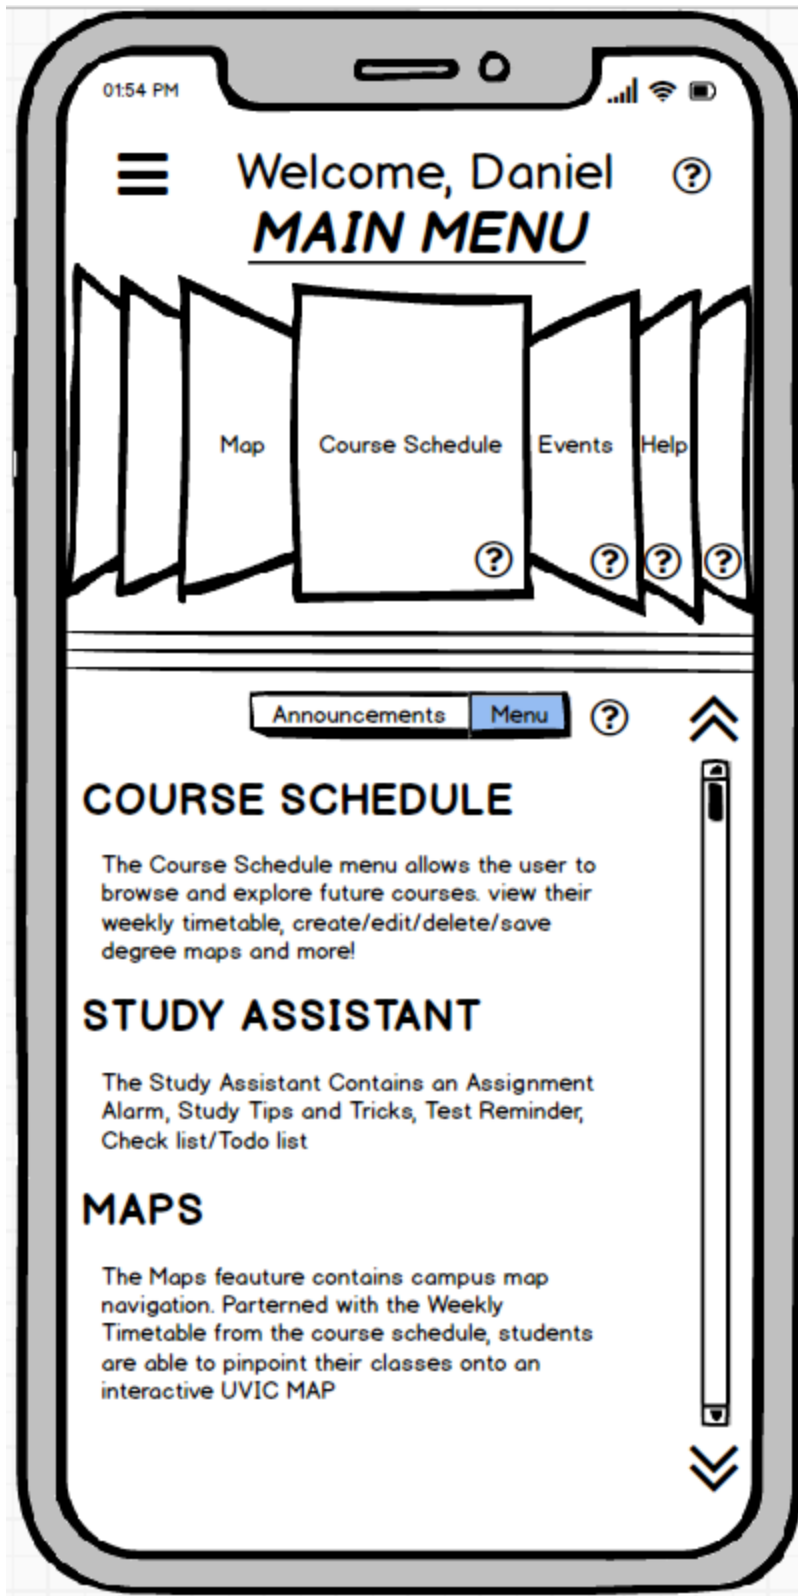 01:54 PM
Welcome, Daniel
?
MAIN MENU
Map
Course Schedule
Events
Help
?
?
?
?
Announcements
Menu
?
COURSE SCHEDULE
The Course Schedule menu allows the user to
browse and explore future courses. view their
weekly timetable, create/edit/delete/save
degree maps and more!
STUDY ASSISTANT
The Study Assistant Contains an Assignment
Alarm, Study Tips and Tricks, Test Reminder,
Check list/Todo list
MAPS
The Maps feauture contains campus map
navigation. Parterned with the Weekly
Timetable from the course schedule, students
are able to pinpoint their classes onto an
interactive UVIC MAP